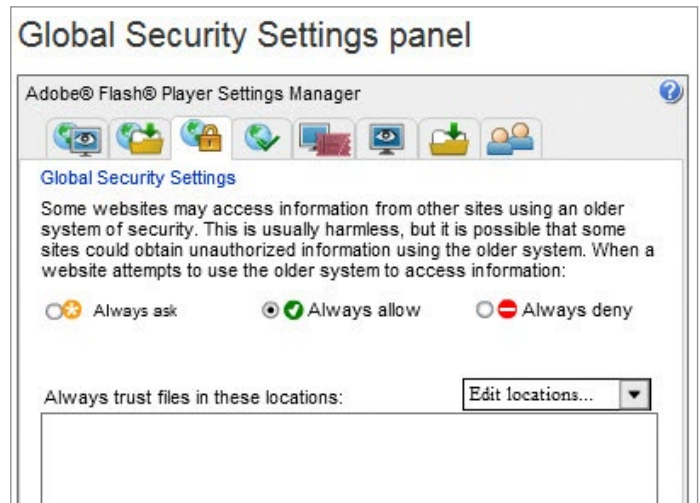 Global Security Settings panel
Adobe® Flash® Player Settings Manager
?
Global Security Settings
Some websites may access information from other sites using an older
system of security. This is usually harmless, but it is possible that some
sites could obtain unauthorized information using the older system. When a
website attempts to use the older system to access information:
Always ask Always allow Always deny
Always trust files in these locations: Edit locations...